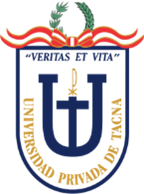 "VERITAS ET VITA"
UNIVERSIDAD PRIVADA DE TACNA